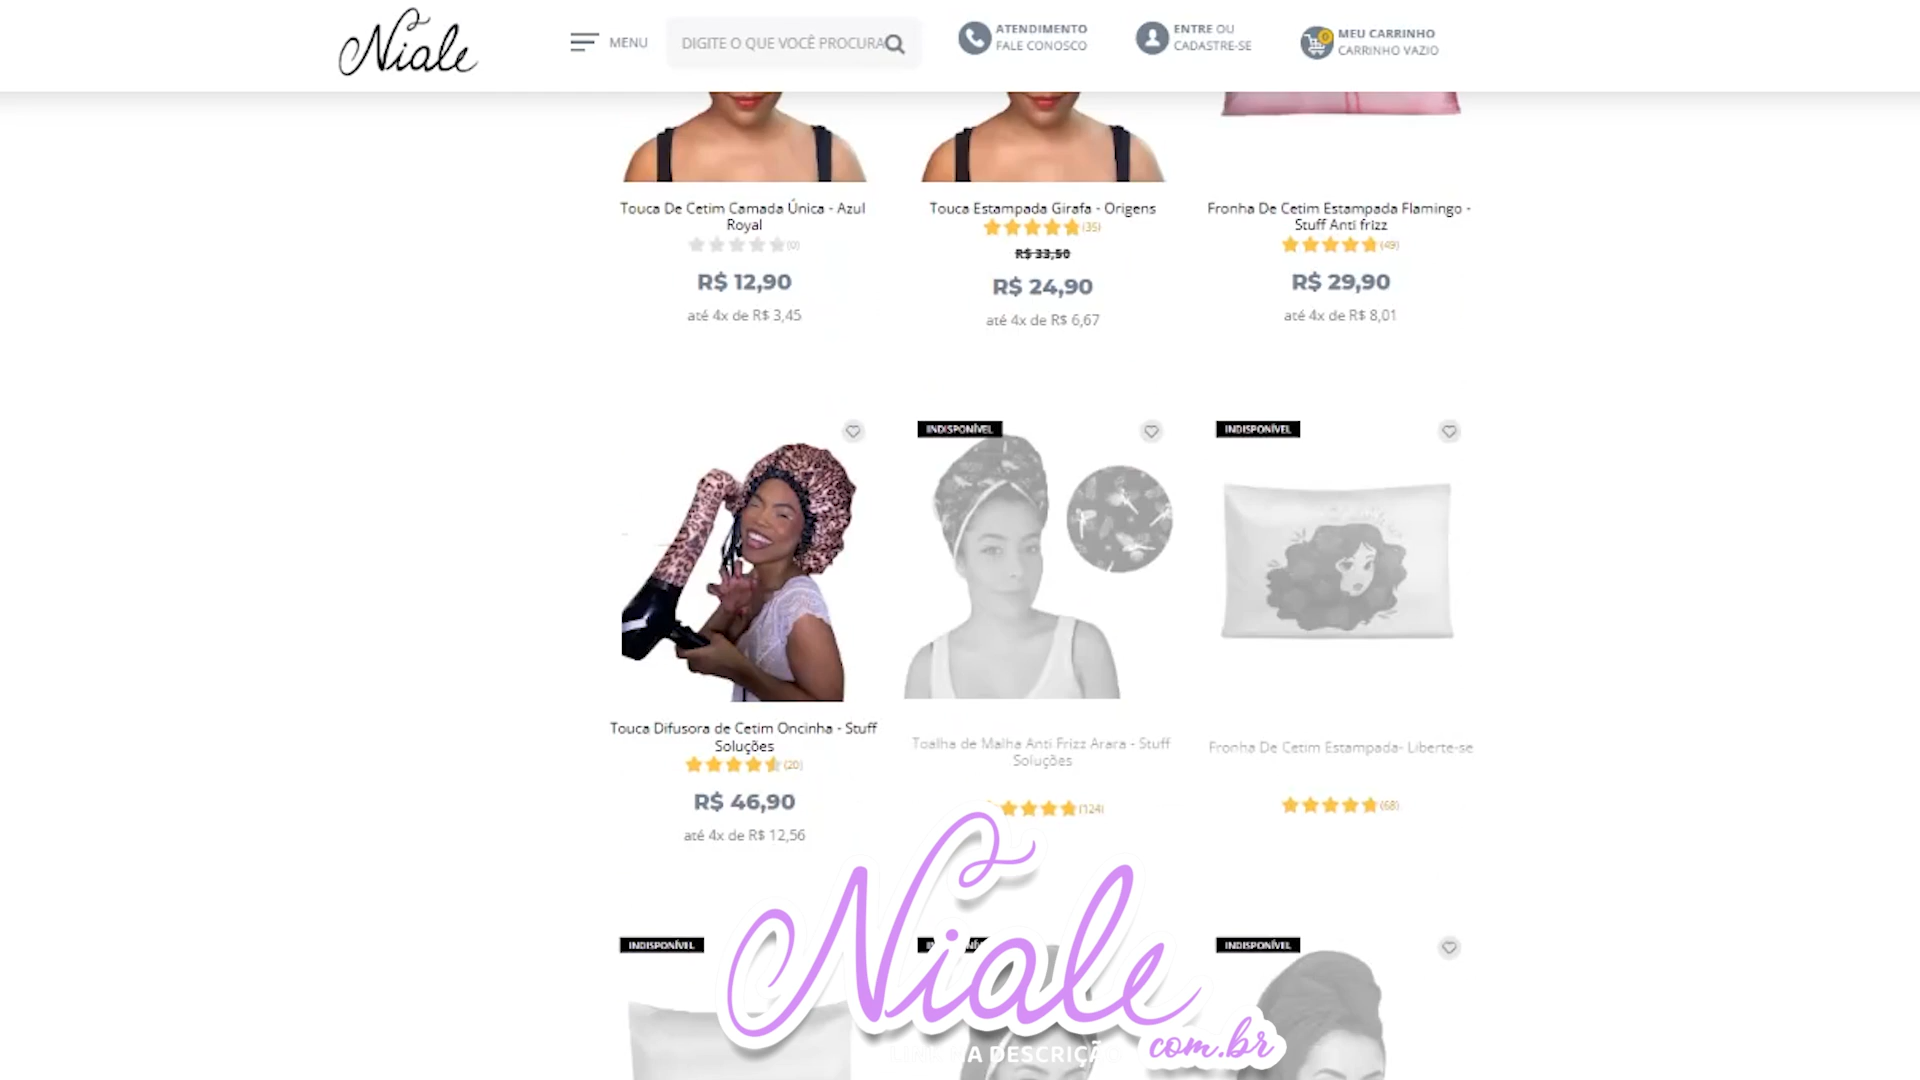 Niale
MENU
DIGITE O QUE VOCÊ PROCURA
ATENDIMENTO
FALE CONOSCO
ENTRE OU
CADASTRE-SE
0
MEU CARRINHO
CARRINHO VAZIO
Touca De Cetim Camada Única - Azul
Royal
(0)
R$ 12,90
até 4x de R$ 3,45
Touca Estampada Girafa - Origens
(35)
R$ 33,50
R$ 24,90
até 4x de R$ 6,67
Fronha De Cetim Estampada Flamingo -
Stuff Anti frizz
(49)
R$ 29,90
até 4x de R$ 8,01
INDISPONÍVEL
INDISPONÍVEL
Touca Difusora de Cetim Oncinha - Stuff
Soluções
(20)
R$ 46,90
até 4x de R$ 12,56
Toalha de Malha Anti Frizz Arara - Stuff
Soluções
(124)
Fronha De Cetim Estampada- Liberte-se
(68)
INDISPONÍVEL
INDISPONÍVEL
Niale
com.br
DESCRIÇÃO